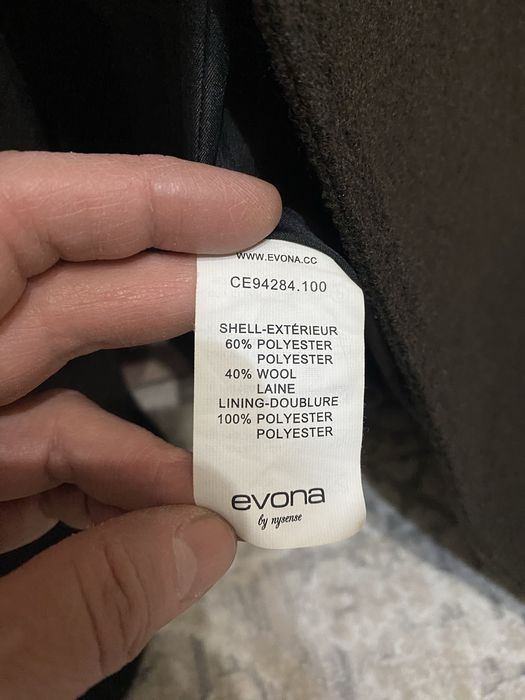 WWW.EVONA.CC
CE94284.100
SHELL-EXTÉRIEUR
60% POLYESTER
POLYESTER
40% WOOL
LAINE
LINING-DOUBLURE
100% POLYESTER
POLYESTER
evona
by nysense